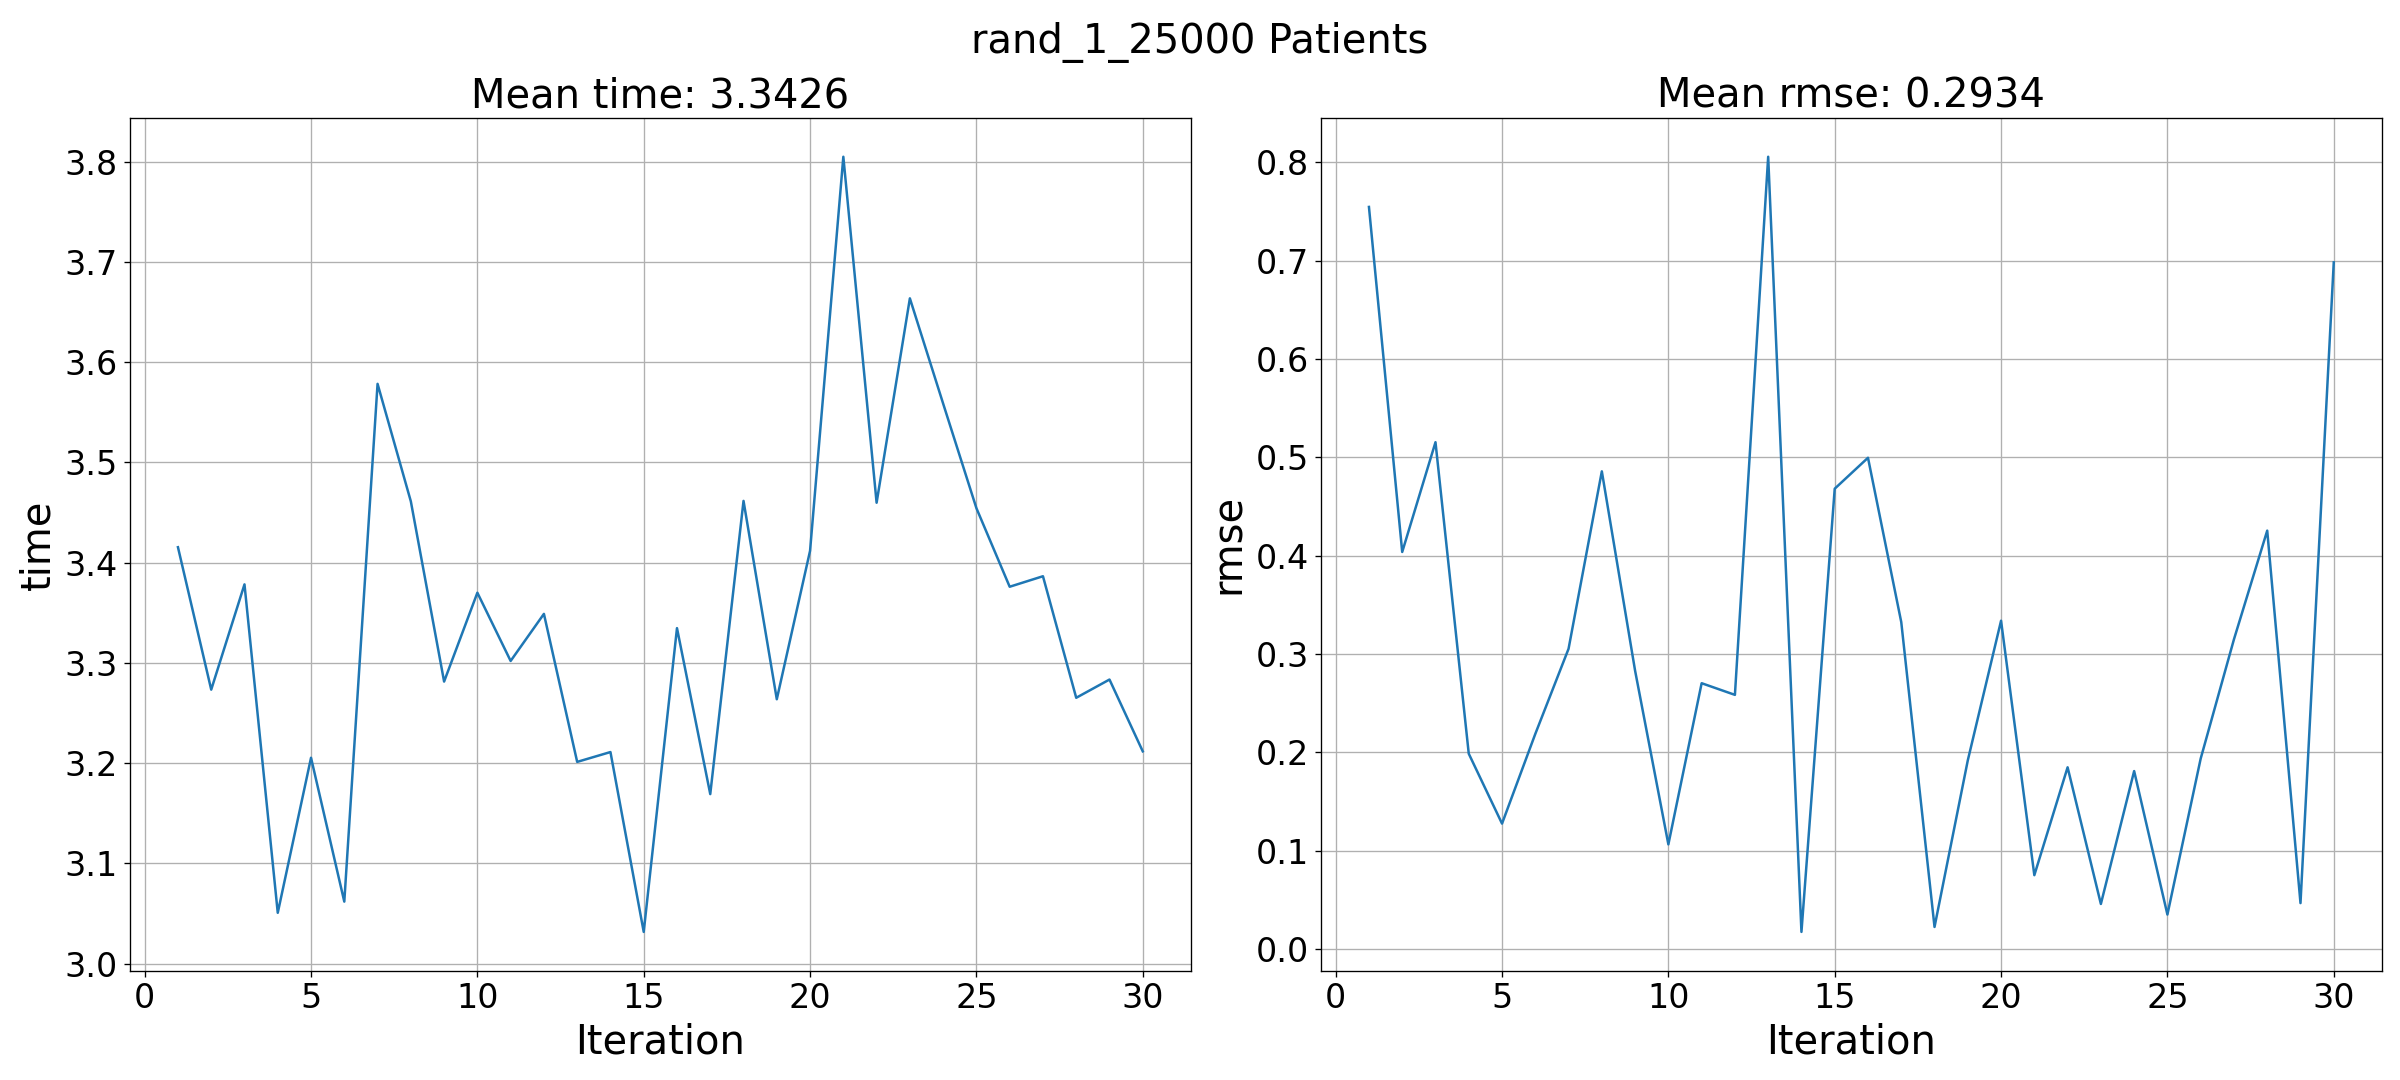 rand_1_25000 Patients
Mean time: 3.3426
3.8
3.7
3.6
3.5
3.4
3.3
3.2
3.1
3.0
time
0 5 10 15 20 25 30
Iteration
Mean rmse: 0.2934
0.8
0.7
0.6
0.5
0.4
0.3
0.2
0.1
0.0
rmse
0 5 10 15 20 25 30
Iteration